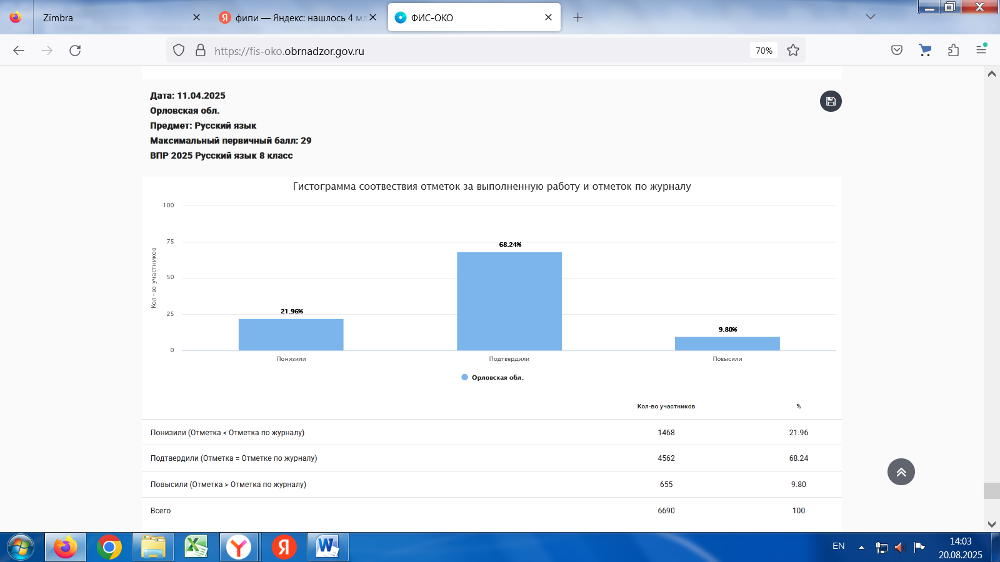 Zimbra
фипи — Яндекс: нашлось 4 мл
ФИС-ОКО
https://fis-oko.obrnadzor.gov.ru
70%
Дата: 11.04.2025
Орловская обл.
Предмет: Русский язык
Максимальный первичный балл: 29
ВПР 2025 Русский язык 8 класс
Гистограмма соотвествия отметок за выполненную работу и отметок по журналу
Кол-во участников
100
75
50
25
0
21.96%
68.24%
9.80%
Понизили
Подтвердили
Повысили
Орловская обл.
Кол-во участников %
Понизили (Отметка < Отметка по журналу) 1468 21.96
Подтвердили (Отметка = Отметке по журналу) 4562 68.24
Повысили (Отметка > Отметка по журналу) 655 9.80
Всего 6690 100
EN
14:03
20.08.2025